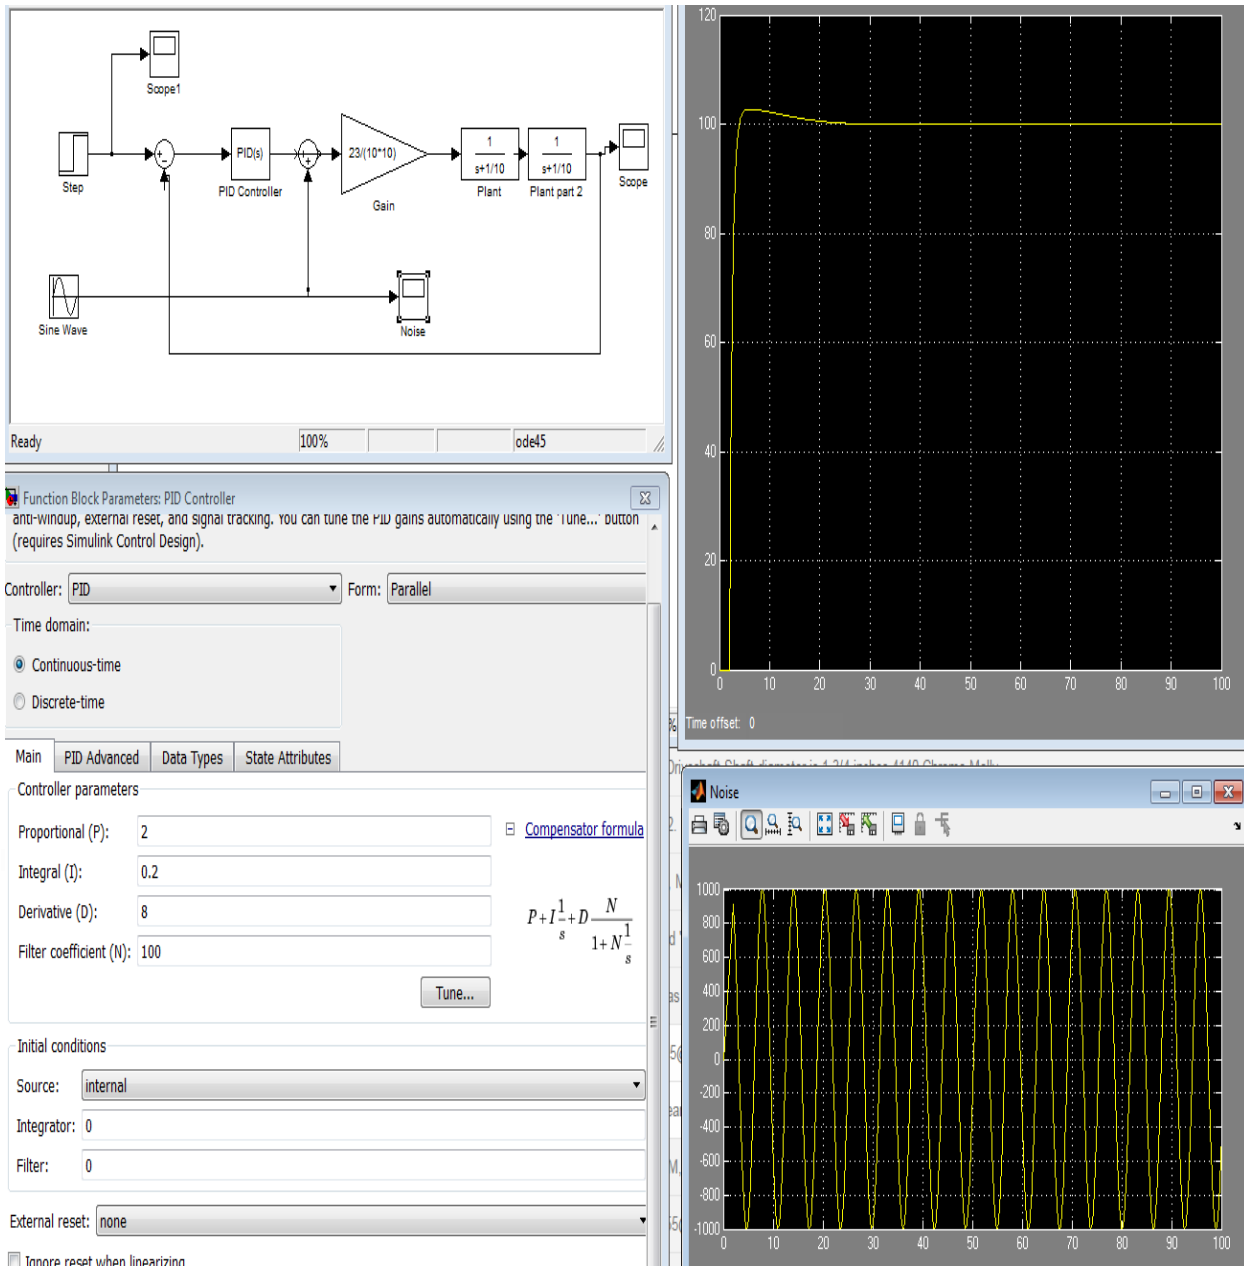 Scope1
Step
+
-
PID(s)
PID Controller
+
+
23/(10*10)
Gain
1
s+1/10
Plant
1
s+1/10
Plant part 2
Scope
Sine Wave
Noise
Ready
100%
ode45
Function Block Parameters: PID Controller
anti-windup, external reset, and signal tracking. You can tune the PID gains automatically using the 'Tune...' button
(requires Simulink Control Design).
Controller: PID
Form: Parallel
Time domain:
Continuous-time
Discrete-time
Main
PID Advanced
Data Types
State Attributes
Controller parameters
Proportional (P): 2
Compensator formula
Integral (I): 0.2
Derivative (D): 8
P+I 1/s +D N/(1+N 1/s)
Filter coefficient (N): 100
Tune...
Initial conditions
Source: internal
Integrator: 0
Filter: 0
External reset: none
Ignore reset when linearizing
120
100
80
60
40
20
0
0 10 20 30 40 50 60 70 80 90 100
Time offset: 0
Noise
1000
800
600
400
200
0
-200
-400
-600
-800
-1000
0 10 20 30 40 50 60 70 80 90 100